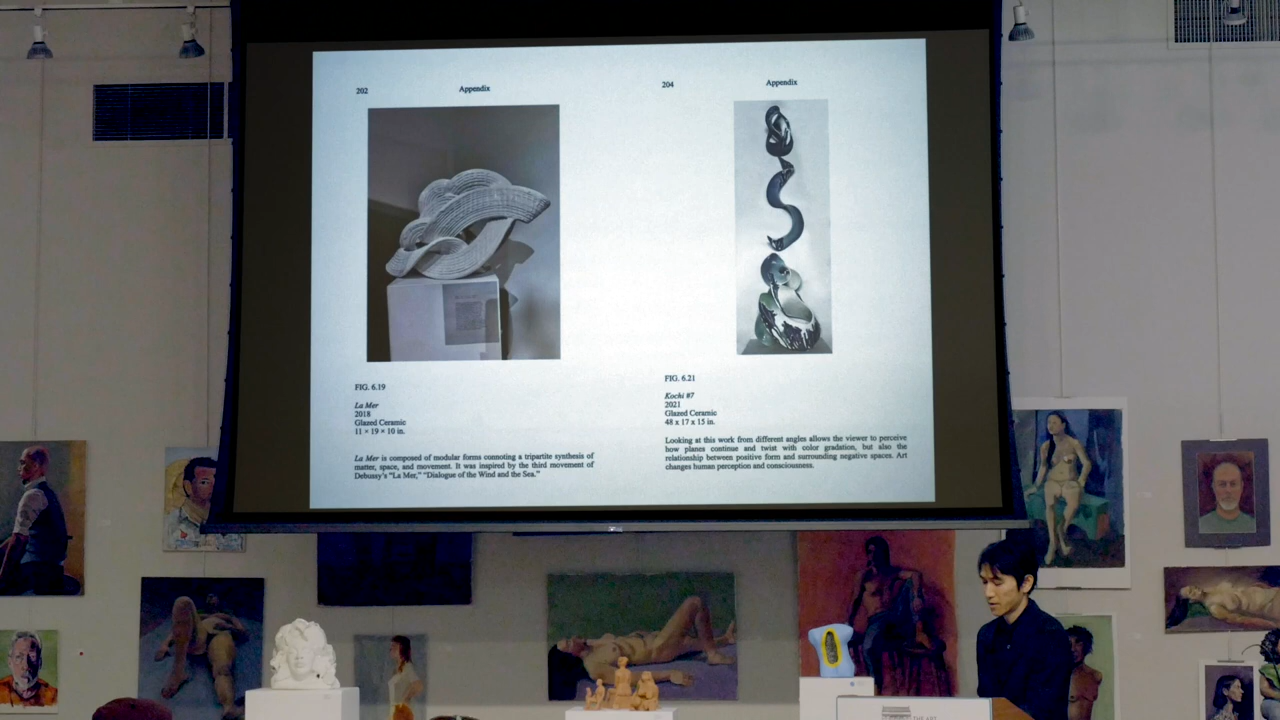 202 Appendix
204 Appendix
FIG. 6.19
La Mer
2018
Glazed Ceramic
11 × 19 × 10 in.
La Mer is composed of modular forms connoting a tripartite synthesis of
matter, space, and movement. It was inspired by the third movement of
Debussy's "La Mer," "Dialogue of the Wind and the Sea."
FIG. 6.21
Kochi #7
2021
Glazed Ceramic
48 x 17 x 15 in.
Looking at this work from different angles allows the viewer to perceive
how planes continue and twist with color gradation, but also the
relationship between positive form and surrounding negative spaces. Art
changes human perception and consciousness.
THE ART